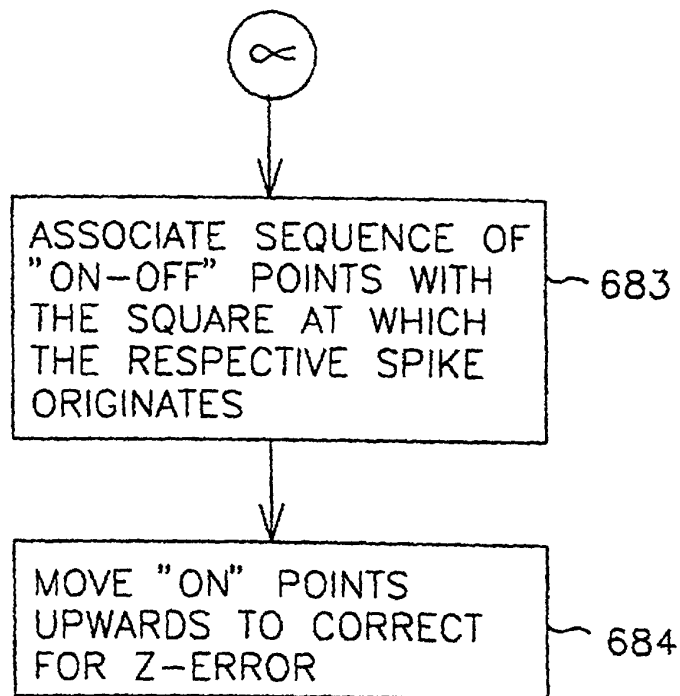 ∝
ASSOCIATE SEQUENCE OF
"ON-OFF" POINTS WITH
THE SQUARE AT WHICH
THE RESPECTIVE SPIKE
ORIGINATES
683
MOVE "ON" POINTS
UPWARDS TO CORRECT
FOR Z-ERROR
684